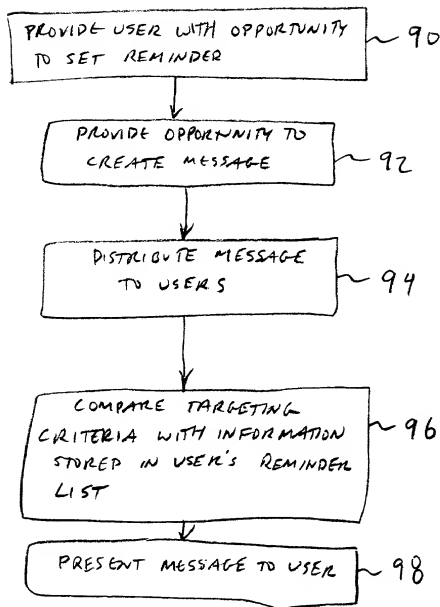 PROVIDE USER WITH OPPORTUNITY
TO SET REMINDER
90
PROVIDE OPPORTUNITY TO
CREATE MESSAGE
92
DISTRIBUTE MESSAGE
TO USERS
94
COMPARE TARGETING
CRITERIA WITH INFORMATION
STORED IN USER'S REMINDER
LIST
96
PRESENT MESSAGE TO USER
98